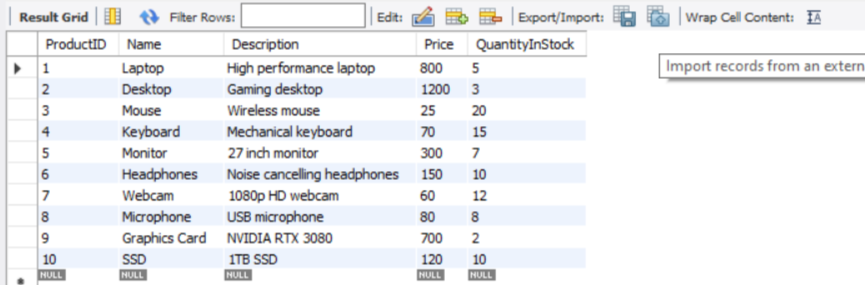 Result Grid Filter Rows: Edit: Export/Import: Wrap Cell Content: IA
ProductID Name Description Price QuantityInStock
Import records from an extern
1 Laptop High performance laptop 800 5
2 Desktop Gaming desktop 1200 3
3 Mouse Wireless mouse 25 20
4 Keyboard Mechanical keyboard 70 15
5 Monitor 27 inch monitor 300 7
6 Headphones Noise cancelling headphones 150 10
7 Webcam 1080p HD webcam 60 12
8 Microphone USB microphone 80 8
9 Graphics Card NVIDIA RTX 3080 700 2
10 SSD 1TB SSD 120 10
NULL NULL NULL NULL NULL